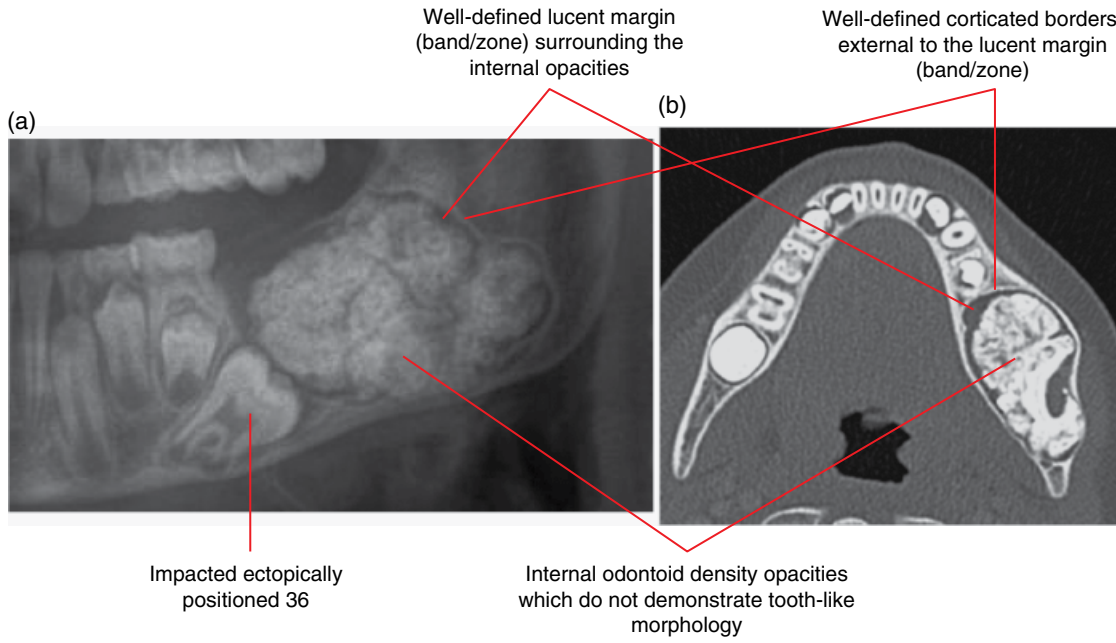 Well-defined lucent margin
(band/zone) surrounding the
internal opacities
Well-defined corticated borders
external to the lucent margin
(band/zone)
(a)
(b)
Impacted ectopically
positioned 36
Internal odontoid density opacities
which do not demonstrate tooth-like
morphology